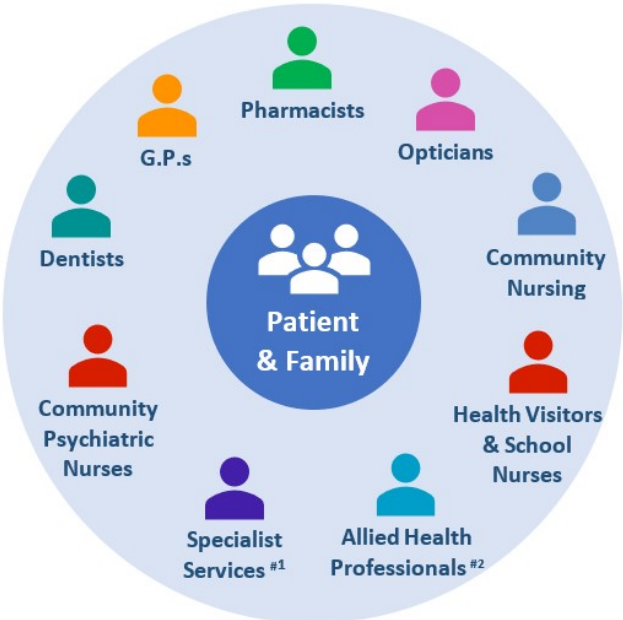 Pharmacists
G.P.s
Opticians
Dentists
Community
Nursing
Patient
& Family
Community
Psychiatric
Nurses
Health Visitors
& School
Nurses
Specialist
Services #1
Allied Health
Professionals #2